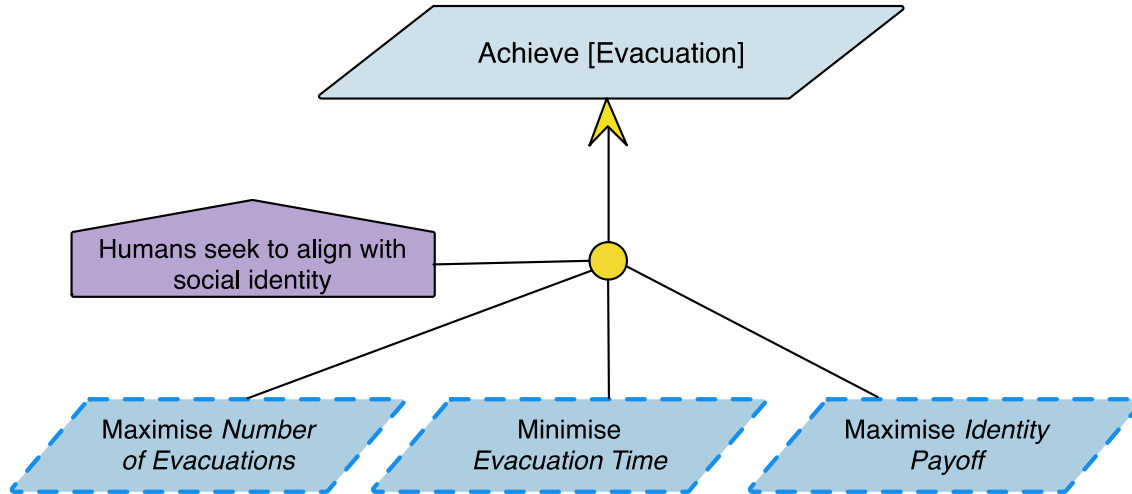 Achieve [Evacuation]
Humans seek to align with
social identity
Maximise Number
of Evacuations
Minimise
Evacuation Time
Maximise Identity
Payoff